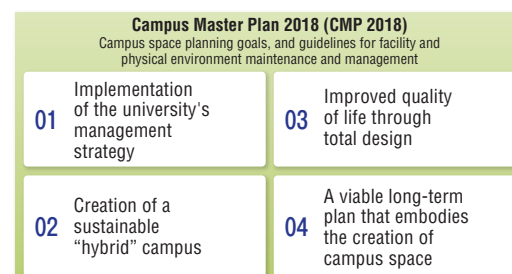 Campus Master Plan 2018 (CMP 2018)
Campus space planning goals, and guidelines for facility and
physical environment maintenance and management
01
Implementation
of the university's
management
strategy
02
Creation of a
sustainable
“hybrid” campus
03
Improved quality
of life through
total design
04
A viable long-term
plan that embodies
the creation of
campus space